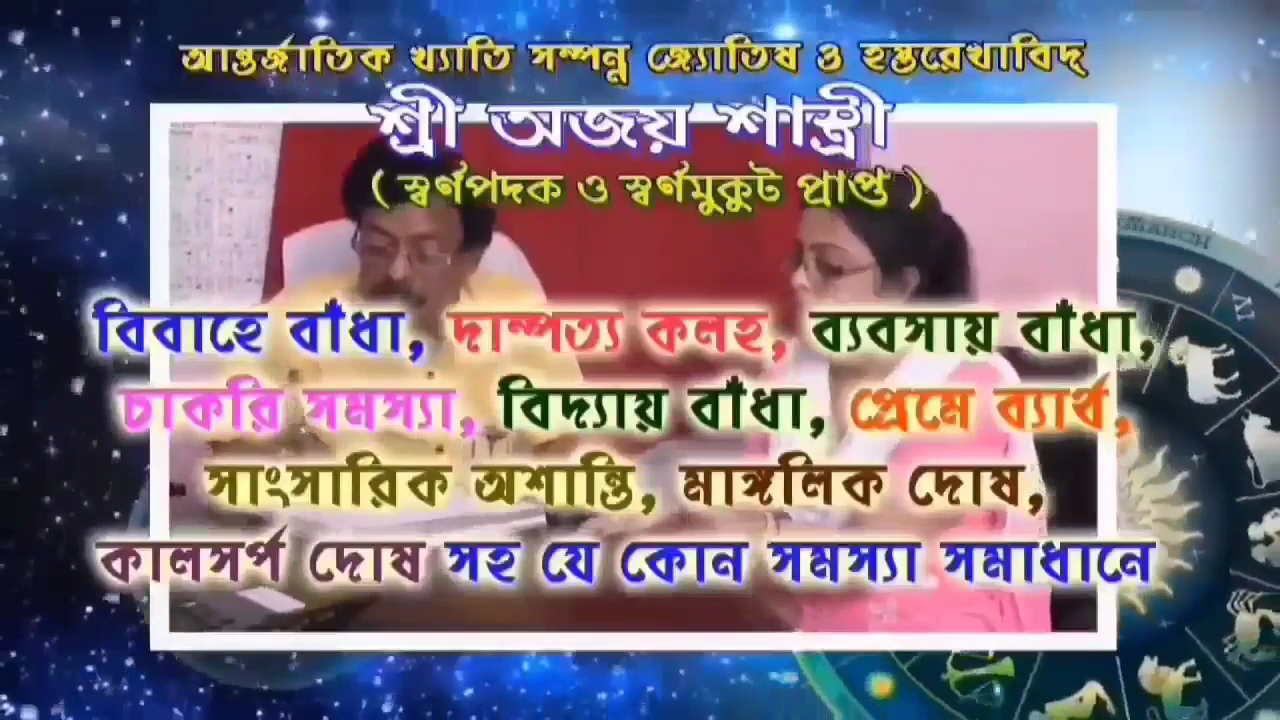 আন্তর্জাতিক খ্যাতি সম্পন্ন জ্যোতিষ ও হস্তরেখাবিদ্
শ্রী অজয় শাস্ত্রী
( স্বর্ণপদক ও স্বর্ণমুকুট প্রাপ্ত )
বিবাহে বাঁধা, দাম্পত্য কলহ, ব্যবসায় বাঁধা,
চাকরি সমস্যা, বিদ্যায় বাঁধা, প্রেমে ব্যার্থ,
সাংসারিক অশান্তি, মাঙ্গলিক দোষ,
কালসর্প দোষ সহ যে কোন সমস্যা সমাধানে